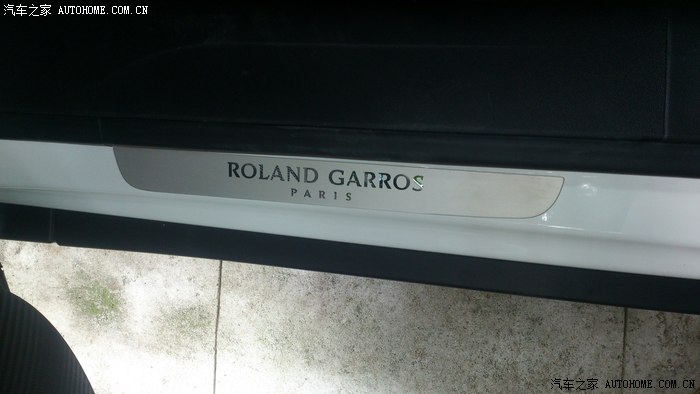 汽车之家 AUTOHOME.COM.CN
ROLAND GARROS
PARIS
汽车之家 AUTOHOME.COM.CN